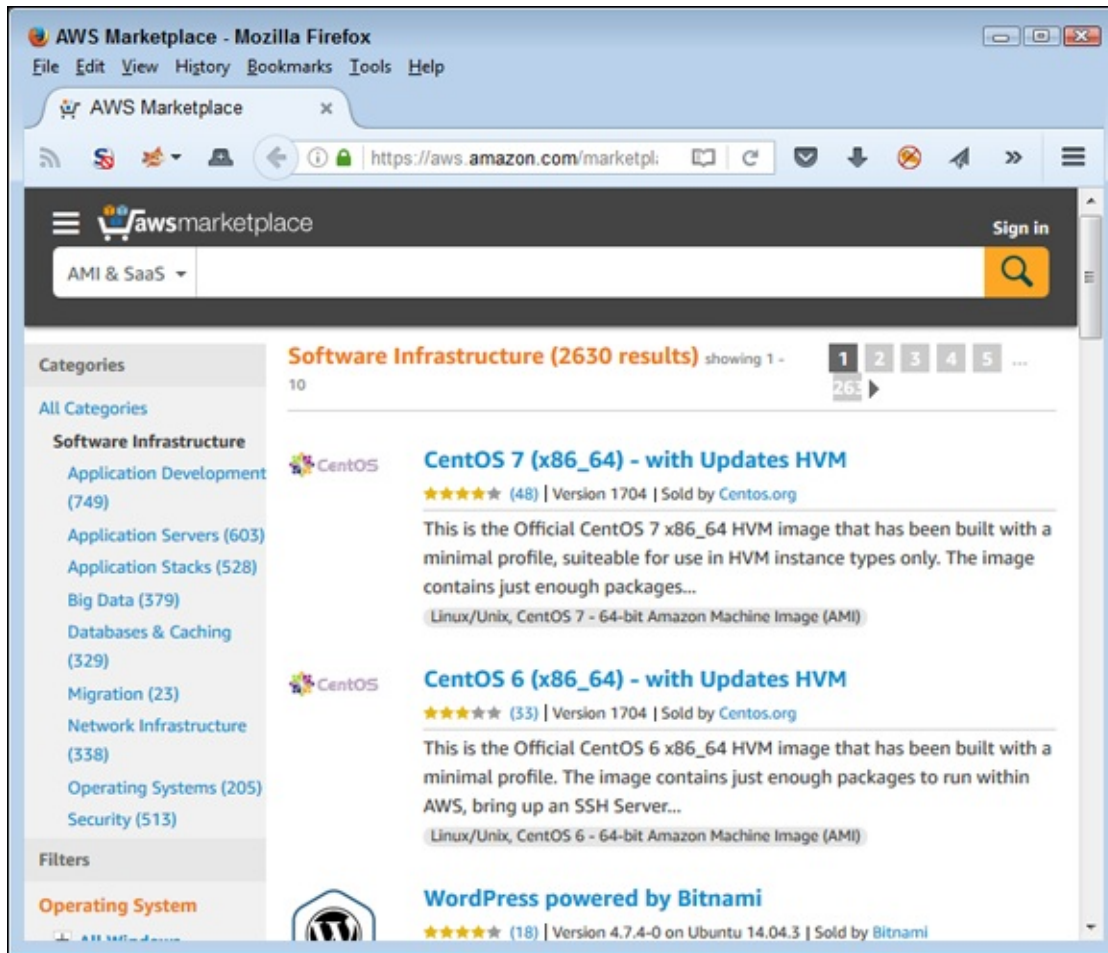 AWS Marketplace - Mozilla Firefox
File Edit View History Bookmarks Tools Help
AWS Marketplace
https://aws.amazon.com/marketpl
awsmarketplace
Sign in
AMI & SaaS
Categories
All Categories
Software Infrastructure
Application Development
(749)
Application Servers (603)
Application Stacks (528)
Big Data (379)
Databases & Caching
(329)
Migration (23)
Network Infrastructure
(338)
Operating Systems (205)
Security (513)
Filters
Operating System
All Windows
Software Infrastructure (2630 results) showing 1 -
10
1 2 3 4 5 ...
263
CentOS
CentOS 7 (x86_64) - with Updates HVM
(48) | Version 1704 | Sold by Centos.org
This is the Official CentOS 7 x86_64 HVM image that has been built with a
minimal profile, suiteable for use in HVM instance types only. The image
contains just enough packages...
Linux/Unix, CentOS 7 - 64-bit Amazon Machine Image (AMI)
CentOS
CentOS 6 (x86_64) - with Updates HVM
(33) | Version 1704 | Sold by Centos.org
This is the Official CentOS 6 x86_64 HVM image that has been built with a
minimal profile. The image contains just enough packages to run within
AWS, bring up an SSH Server...
Linux/Unix, CentOS 6 - 64-bit Amazon Machine Image (AMI)
WordPress powered by Bitnami
(18) | Version 4.7.4-0 on Ubuntu 14.04.3 | Sold by Bitnami